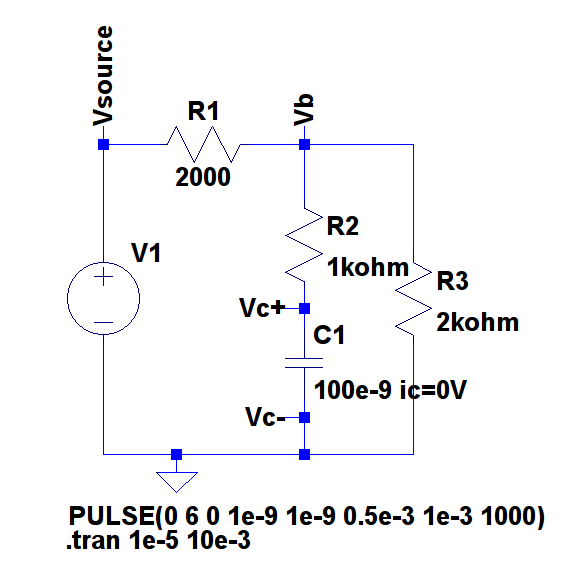 Vsource
R1
Vb
2000
V1
R2
1kohm
R3
2kohm
Vc+
C1
100e-9 ic=0V
Vc-
PULSE(0 6 0 1e-9 1e-9 0.5e-3 1e-3 1000)
.tran 1e-5 10e-3